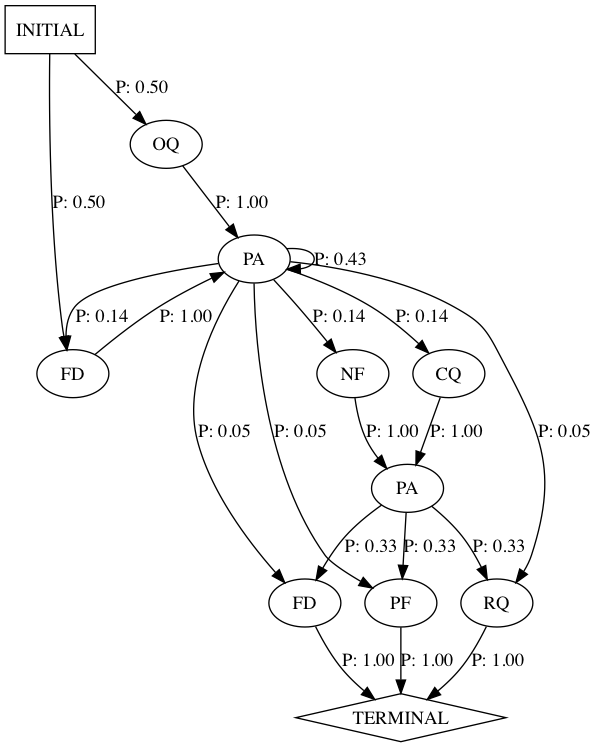 INITIAL
P: 0.50
OQ
P: 0.50
P: 1.00
PA
P: 0.43
P: 0.14
P: 1.00
P: 0.14
P: 0.14
FD
NF
CQ
P: 0.05
P: 0.05
P: 1.00
P: 1.00
P: 0.05
PA
P: 0.33
P: 0.33
P: 0.33
FD
PF
RQ
P: 1.00
P: 1.00
P: 1.00
TERMINAL